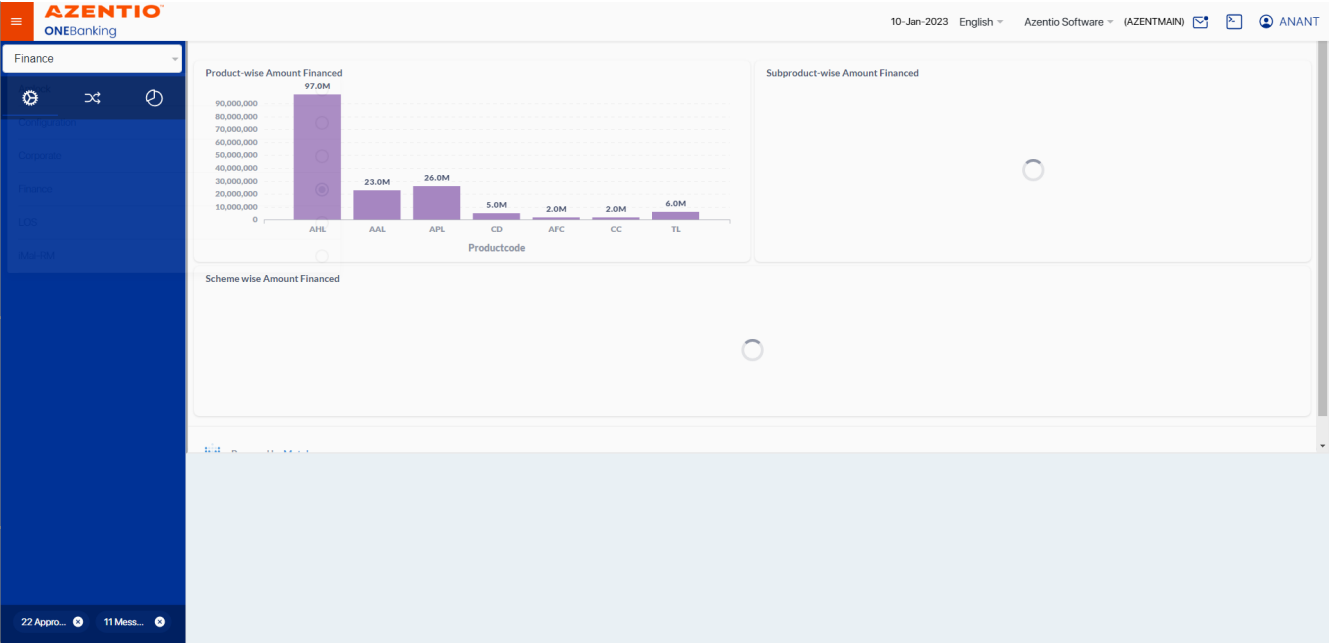 AZENTIO
ONEBanking
10-Jan-2023 English Azentio Software (AZENTMAIN) ANANT
Finance
Configurations
Corporate
Finance
LOS
Product-wise Amount Financed
97.0M
90,000,000
80,000,000
70,000,000
60,000,000
50,000,000
40,000,000
30,000,000
20,000,000
10,000,000
0
23.0M
26.0M
5.0M
2.0M
2.0M
6.0M
AHL AAL APL CD AFC CC TL
Productcode
Subproduct-wise Amount Financed
Scheme wise Amount Financed
22 Appro...
11 Mess...